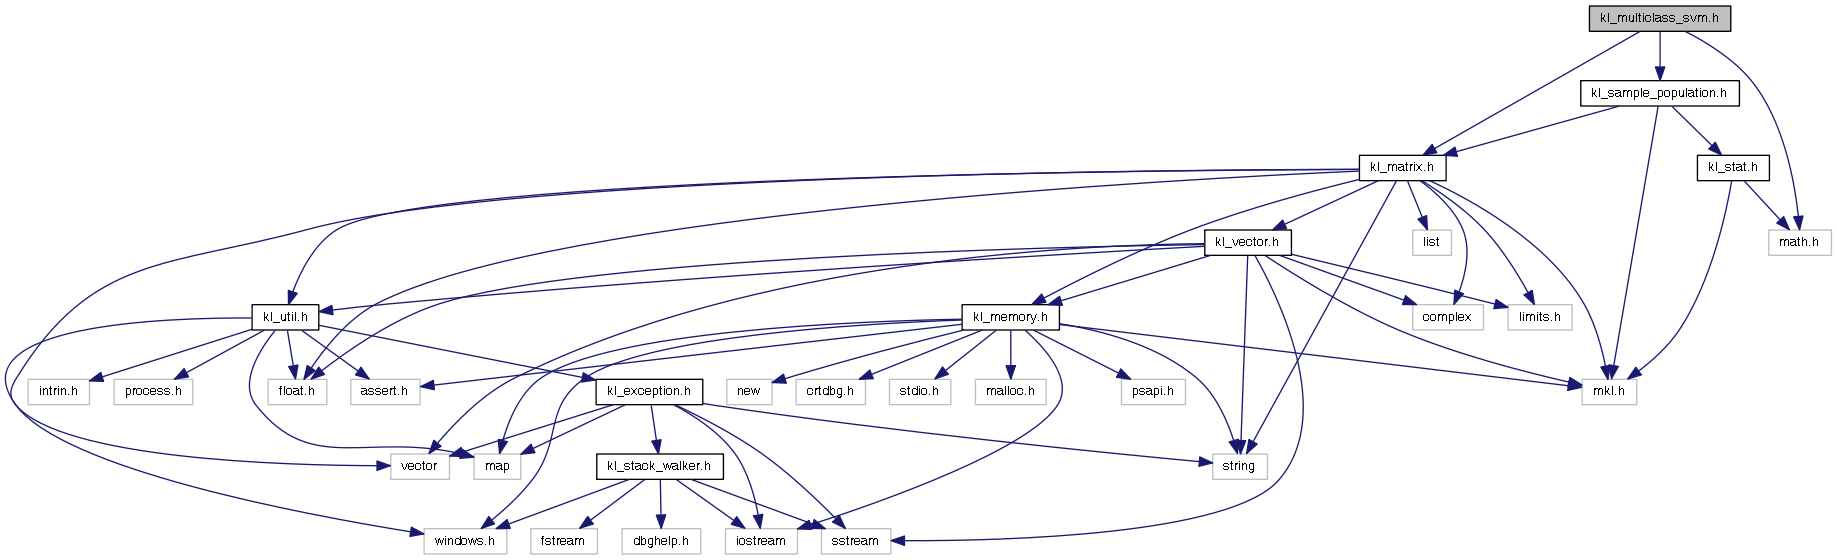 kl_multiclass_svm.h
kl_sample_population.h
kl_matrix.h
kl_stat.h
kl_vector.h
list
math.h
kl_util.h
kl_memory.h
complex
limits.h
intrin.h
process.h
float.h
assert.h
kl_exception.h
new
crtdbg.h
stdio.h
malloc.h
psapi.h
mkl.h
vector
map
kl_stack_walker.h
string
windows.h
fstream
dbghelp.h
iostream
sstream